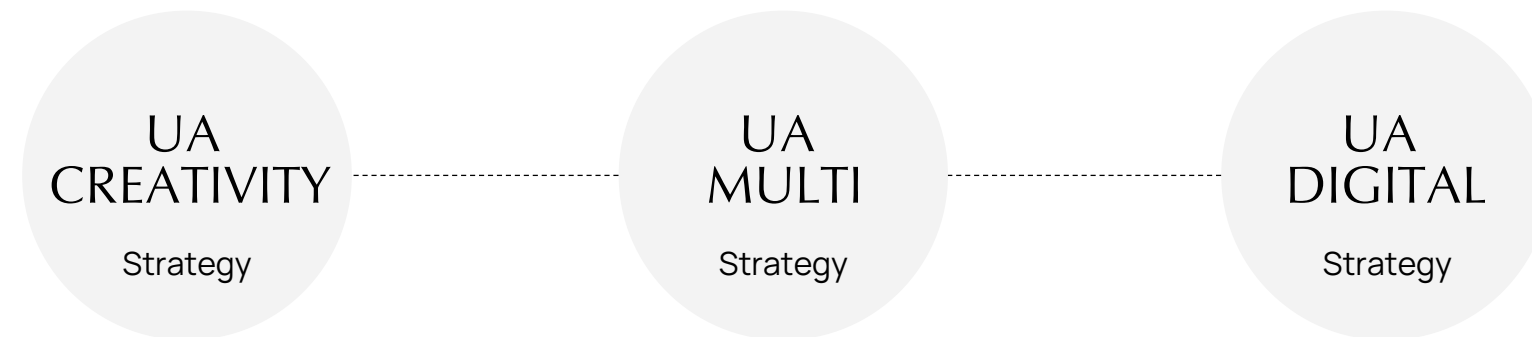 UA
CREATIVITY
Strategy
UA
MULTI
Strategy
UA
DIGITAL
Strategy